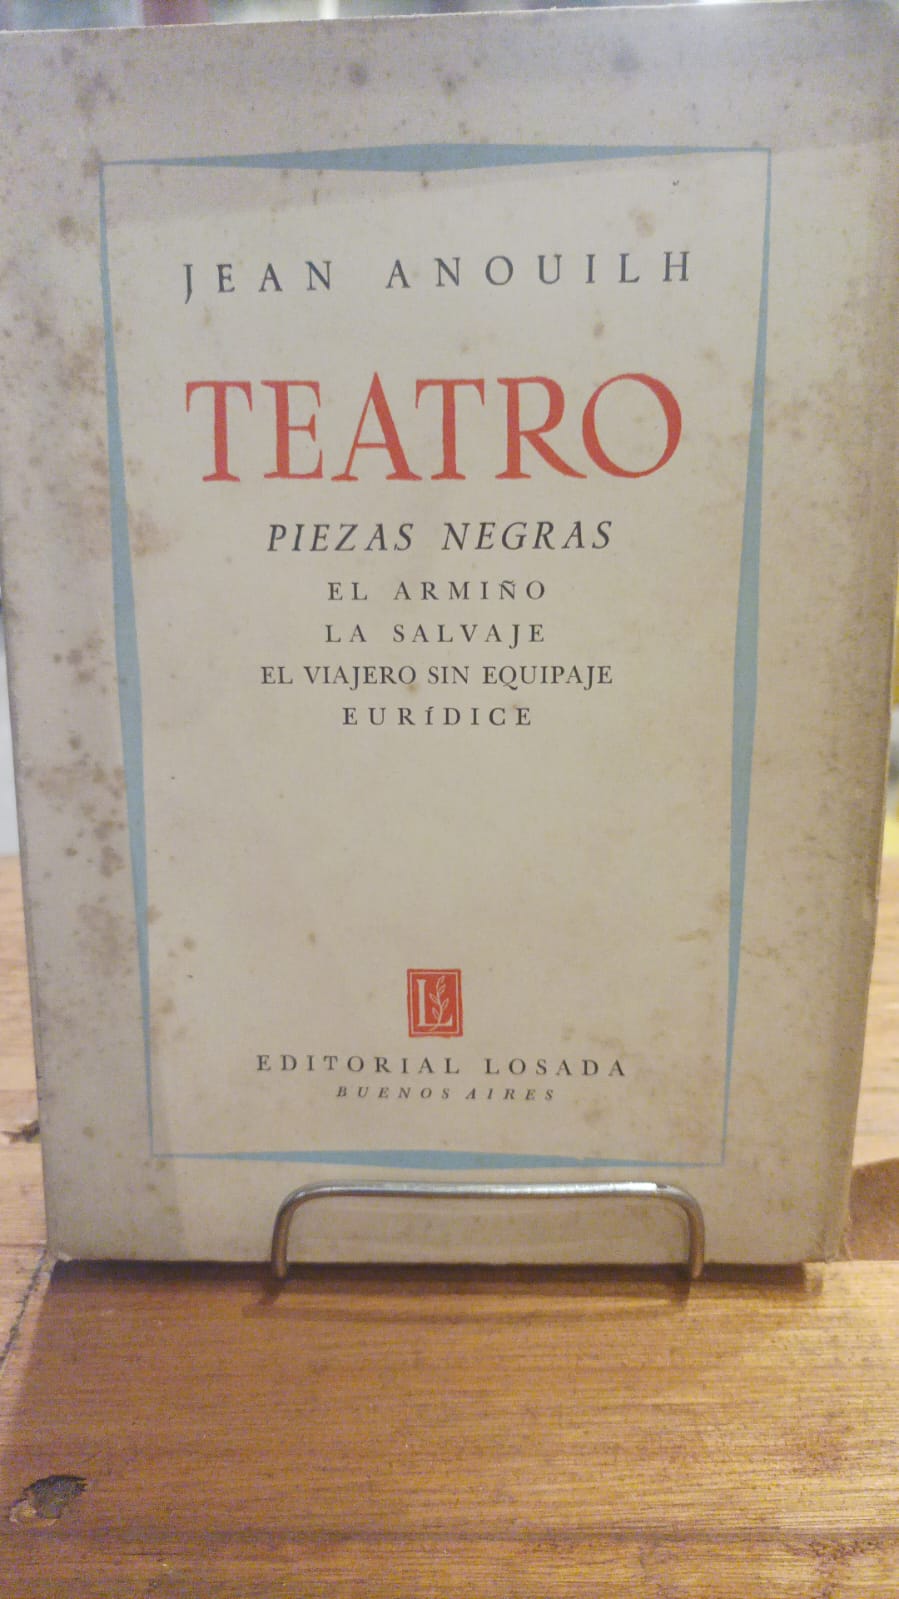 JEAN ANOUILH
TEATRO
PIEZAS NEGRAS
EL ARMIÑO
LA SALVAJE
EL VIAJERO SIN EQUIPAJE
EURíDICE
L
EDITORIAL LOSADA
BUENOS AIRES